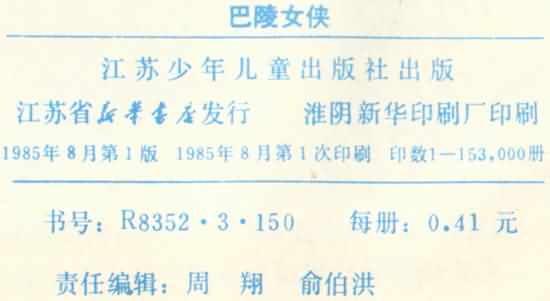 巴陵女侠
江苏少年儿童出版社出版
江苏省新华书店发行 淮阴新华印刷厂印刷
1985年8月第1版 1985年8月第1次印刷 印数1—153,000册
书号：R8352·3·150 每册：0.41 元
责任编辑：周 翔 俞伯洪